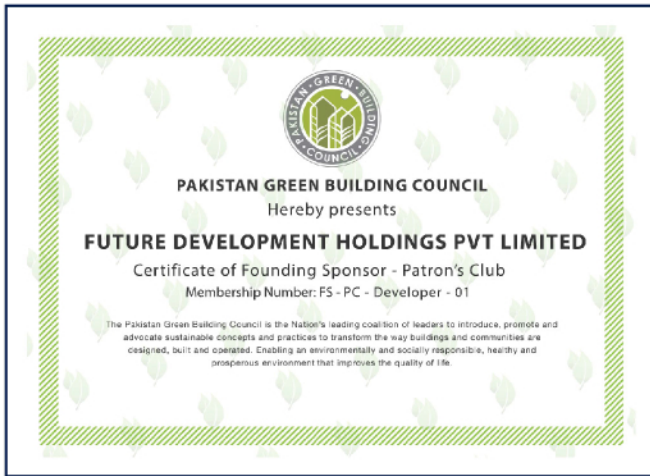 PAKISTAN • GREEN • BUILDING • COUNCIL •
PAKISTAN GREEN BUILDING COUNCIL
Hereby presents
FUTURE DEVELOPMENT HOLDINGS PVT LIMITED
Certificate of Founding Sponsor - Patron's Club
Membership Number: FS - PC - Developer - 01
The Pakistan Green Building Council is the Nation's leading coalition of leaders to introduce, promote and
advocate sustainable concepts and practices to transform the way buildings and communities are
designed, built and operated. Enabling an environmentally and socially responsible, healthy and
prosperous environment that improves the quality of life.